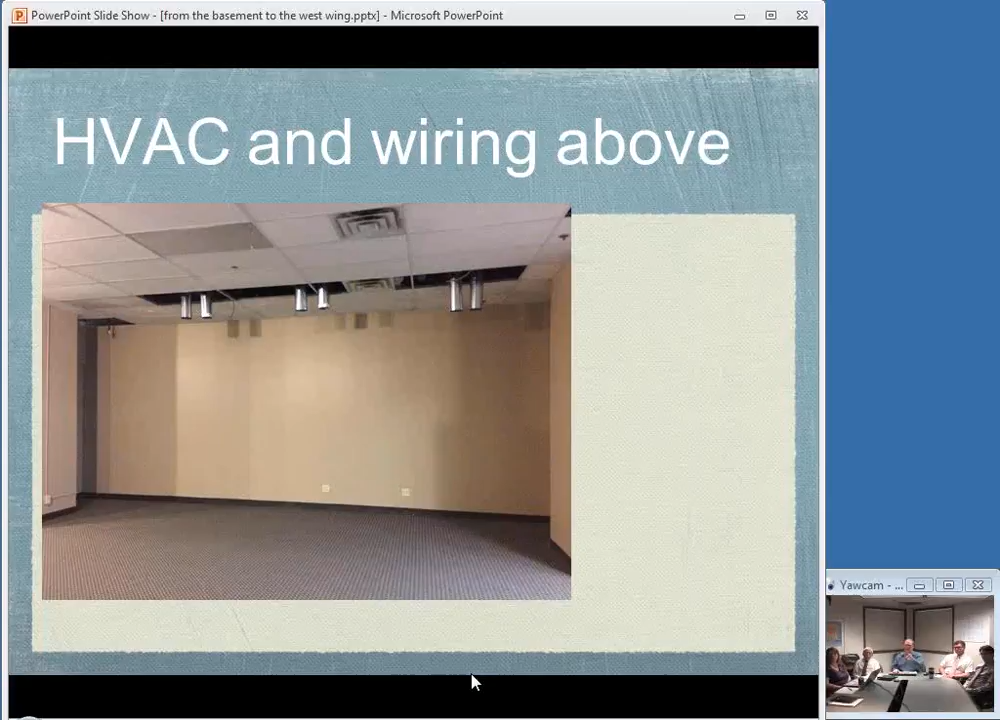 PowerPoint Slide Show - [from the basement to the west wing.pptx] - Microsoft PowerPoint
HVAC and wiring above
Yawcam - ...